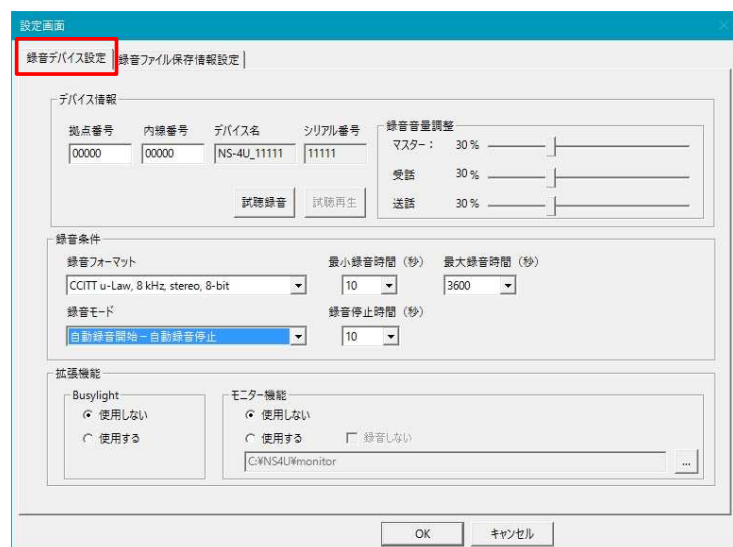 設定画面
録音デバイス設定 録音ファイル保存情報設定
デバイス情報
拠点番号 内線番号 デバイス名 シリアル番号
00000 00000 NS-4U_11111 11111
試聴録音 試聴再生
録音音量調整
マスター： 30 %
受話 30 %
送話 30 %
録音条件
録音フォーマット 最小録音時間（秒） 最大録音時間（秒）
CCITT u-Law, 8 kHz, stereo, 8-bit 10 3600
録音モード 録音停止時間（秒）
自動録音開始－自動録音停止 10
拡張機能
Busylight
使用しない
使用する
モニター機能
使用しない
使用する 録音しない
C:¥NS4U¥monitor ...
OK キャンセル